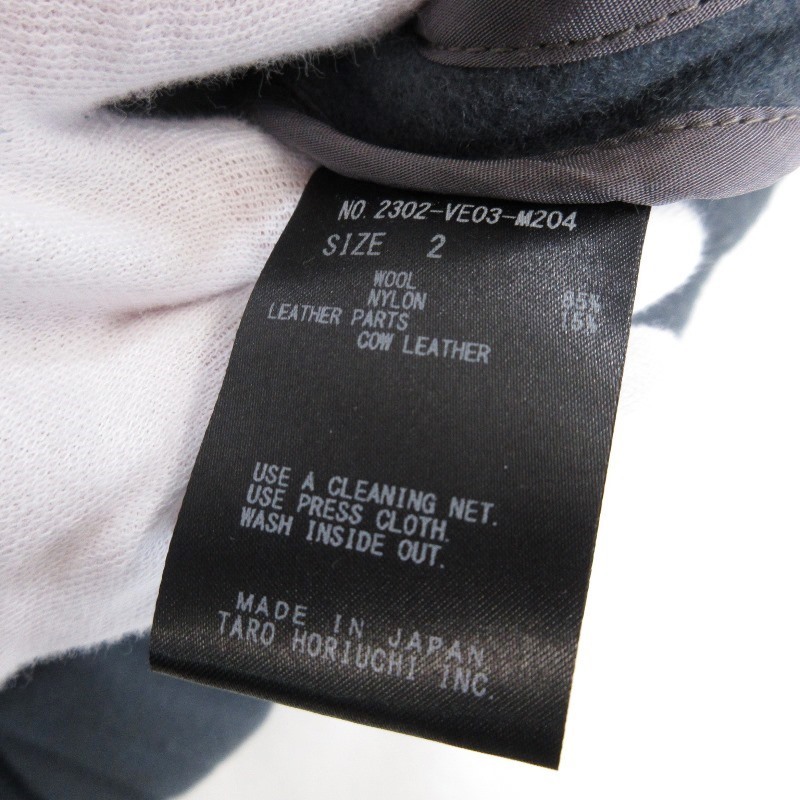 NO. 2302-VE03-M204
SIZE 2
WOOL 85%
NYLON 15%
LEATHER PARTS
COW LEATHER
USE A CLEANING NET.
USE PRESS CLOTH.
WASH INSIDE OUT.
MADE IN JAPAN
TARO HORIUCHI INC.